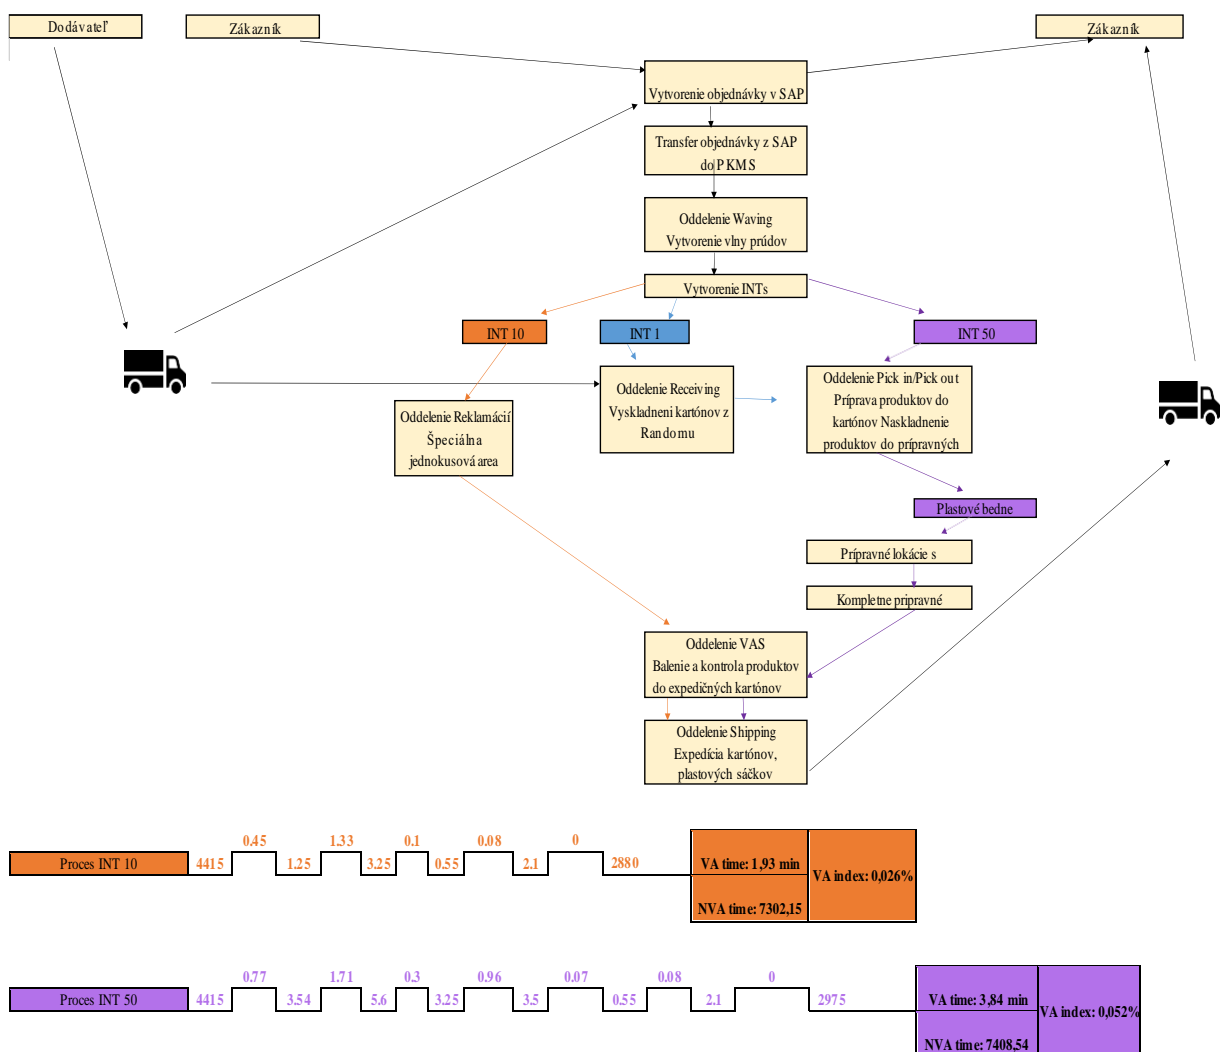 Dodávateľ
Zákazník
Zákazník
Vytvorenie objednávky v SAP
Transfer objednávky z SAP
do PKMS
Oddelenie Waving
Vytvorenie vlny prúdov
Vytvorenie INTs
INT 10
INT 1
INT 50
Oddelenie Reklamácií
Špeciálna
jednokusová area
Oddelenie Receiving
Vyskladneni kartónov z
Randomu
Oddelenie Pick in/Pick out
Príprava produktov do
kartónov Naskladnenie
produktov do prípravných
Plastové bedne
Prípravné lokácie s
Kompletne pripravné
Oddelenie VAS
Balenie a kontrola produktov
do expedičných kartónov
Oddelenie Shipping
Expedícia kartónov,
plastových sáčkov
0.45 1.33 0.1 0.08 0
Proces INT 10 4415 1.25 3.25 0.55 2.1 2880
VA time: 1,93 min
NVA time: 7302,15
VA index: 0,026%
0.77 1.71 0.3 0.96 0.07 0.08 0
Proces INT 50 4415 3.54 5.6 3.25 3.5 0.55 2.1 2975
VA time: 3,84 min
NVA time: 7408,54
VA index: 0,052%